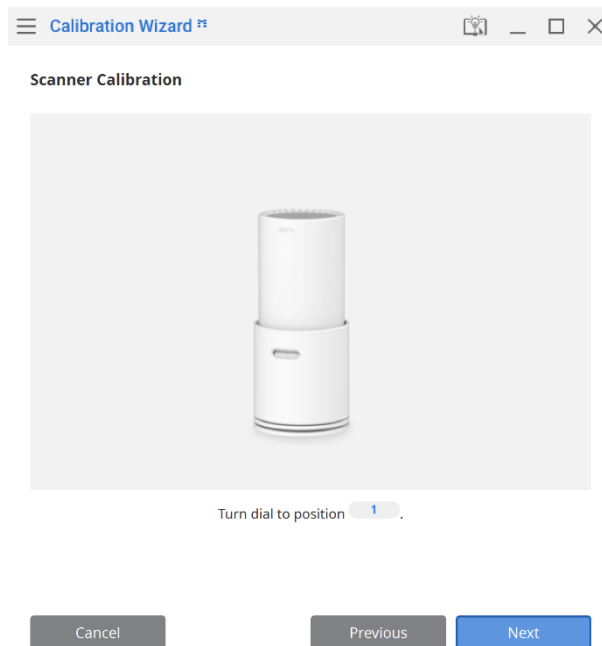 Calibration Wizard
Scanner Calibration
Turn dial to position 1 .
Cancel
Previous
Next